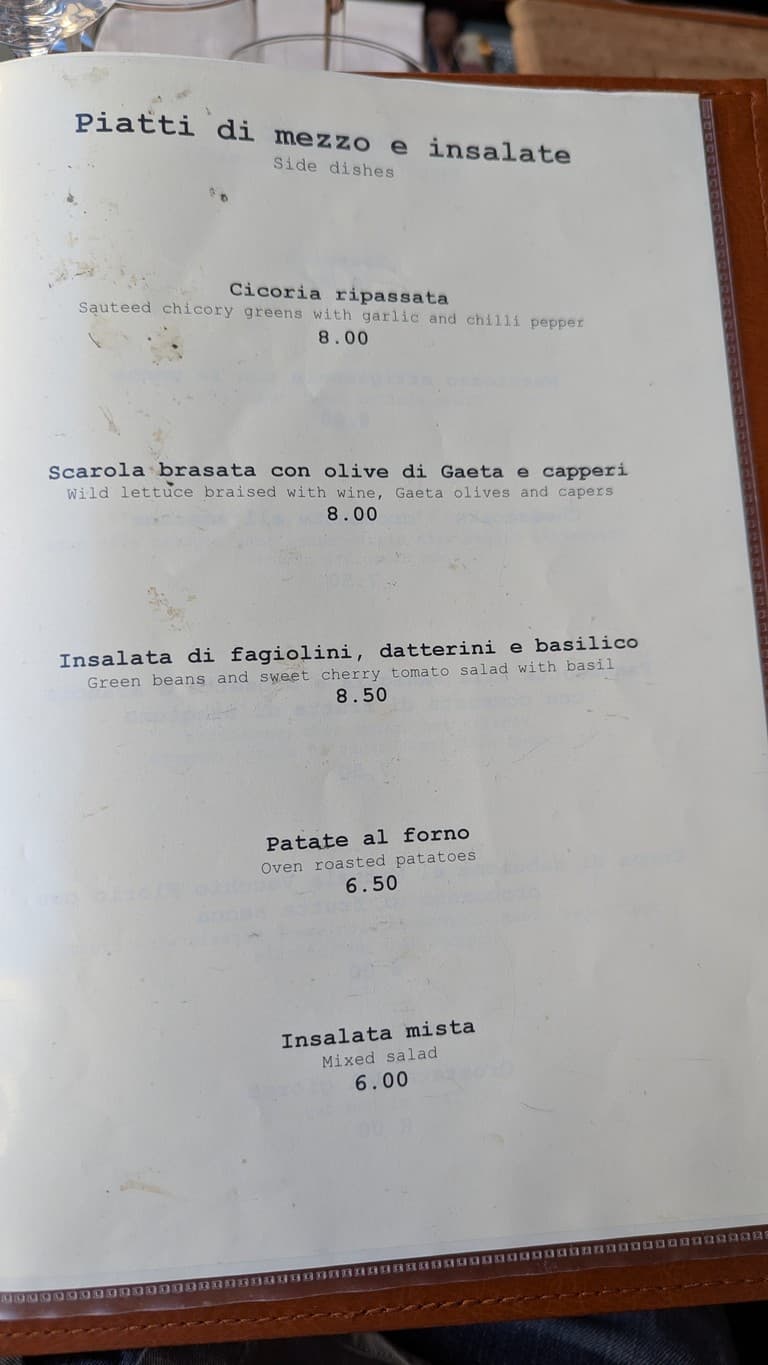 Piatti di mezzo e insalate
Side dishes
Cicoria ripassata
Sauteed chicory greens with garlic and chilli pepper
8.00
Scarola brasata con olive di Gaeta e capperi
Wild lettuce braised with wine, Gaeta olives and capers
8.00
Insalata di fagiolini, datterini e basilico
Green beans and sweet cherry tomato salad with basil
8.50
Patate al forno
Oven roasted patatoes
6.50
Insalata mista
Mixed salad
6.00